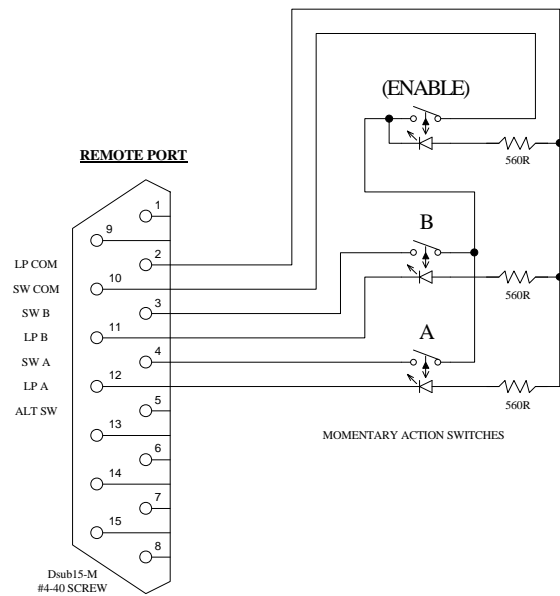 (ENABLE)
560R
REMOTE PORT
1
9
B
LP COM
2
SW COM
10
SW B
3
560R
LP B
11
A
SW A
4
LP A
12
560R
ALT SW
5
13
MOMENTARY ACTION SWITCHES
6
14
7
15
8
Dsub15-M
#4-40 SCREW